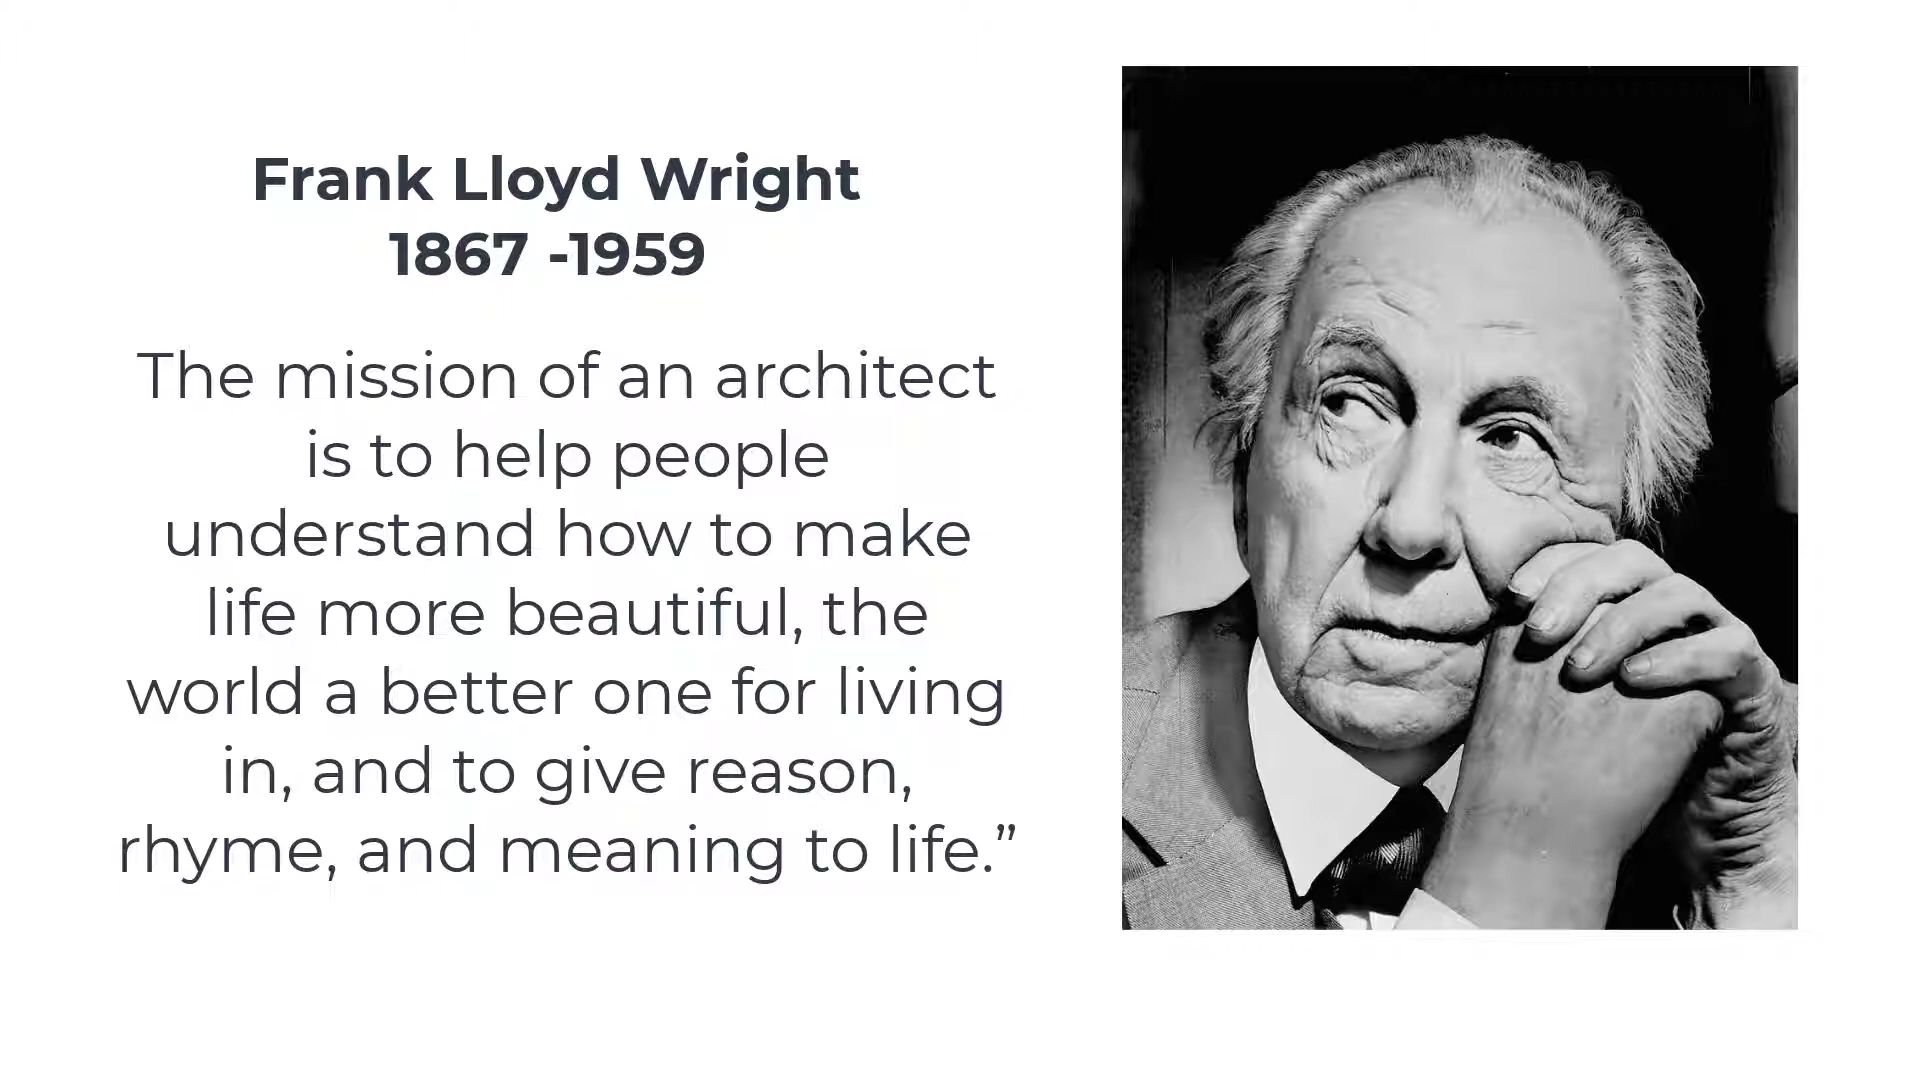 Frank Lloyd Wright
1867 -1959
The mission of an architect
is to help people
understand how to make
life more beautiful, the
world a better one for living
in, and to give reason,
rhyme, and meaning to life.”